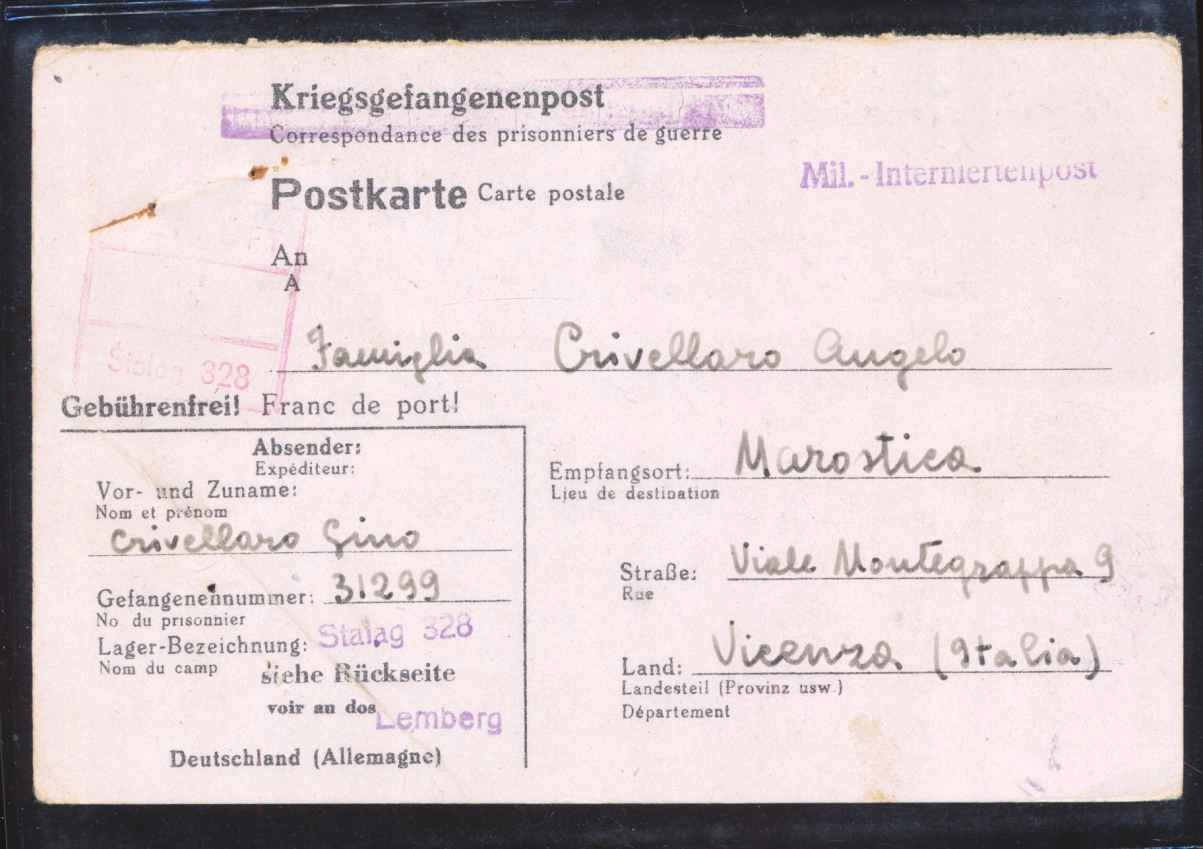 Kriegsgefangenenpost
Correspondance des prisonniers de guerre
Mil.-Interniertenpost
Postkarte Carte postale
An
A
Famiglia Crivellaro Angelo
Stalag 328
Gebührenfrei! Franc de port!
Absender:
Expéditeur:
Vor- und Zuname:
Nom et prénom
Crivellaro Gino
Gefangenennummer: 31299
No du prisonnier
Lager-Bezeichnung: Stalag 328
Nom du camp
siehe Rückseite
voir au dos
Lemberg
Deutschland (Allemagne)
Empfangsort: Marostica
Lieu de destination
Straße: Viale Montegrappa 9
Rue
Land: Vicenza (Italia)
Landesteil (Provinz usw.)
Département